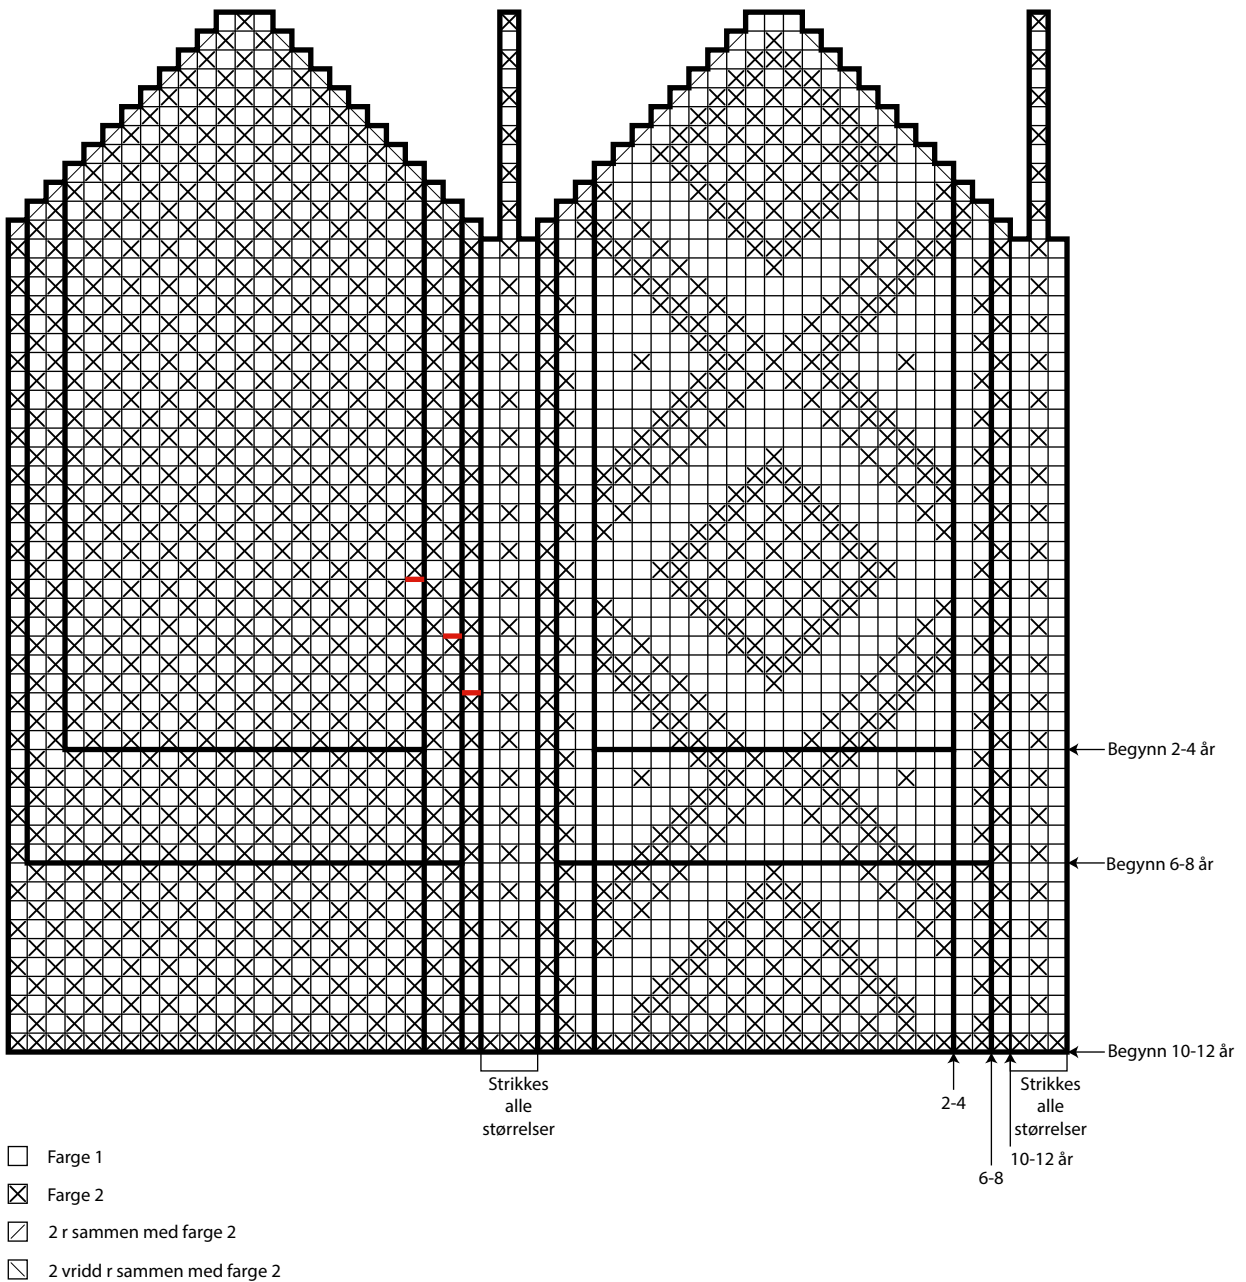 Begynn 2-4 år
Begynn 6-8 år
Begynn 10-12 år
Strikkes
alle
størrelser
2-4
Strikkes
alle
størrelser
10-12 år
6-8
Farge 1
Farge 2
2 r sammen med farge 2
2 vridd r sammen med farge 2